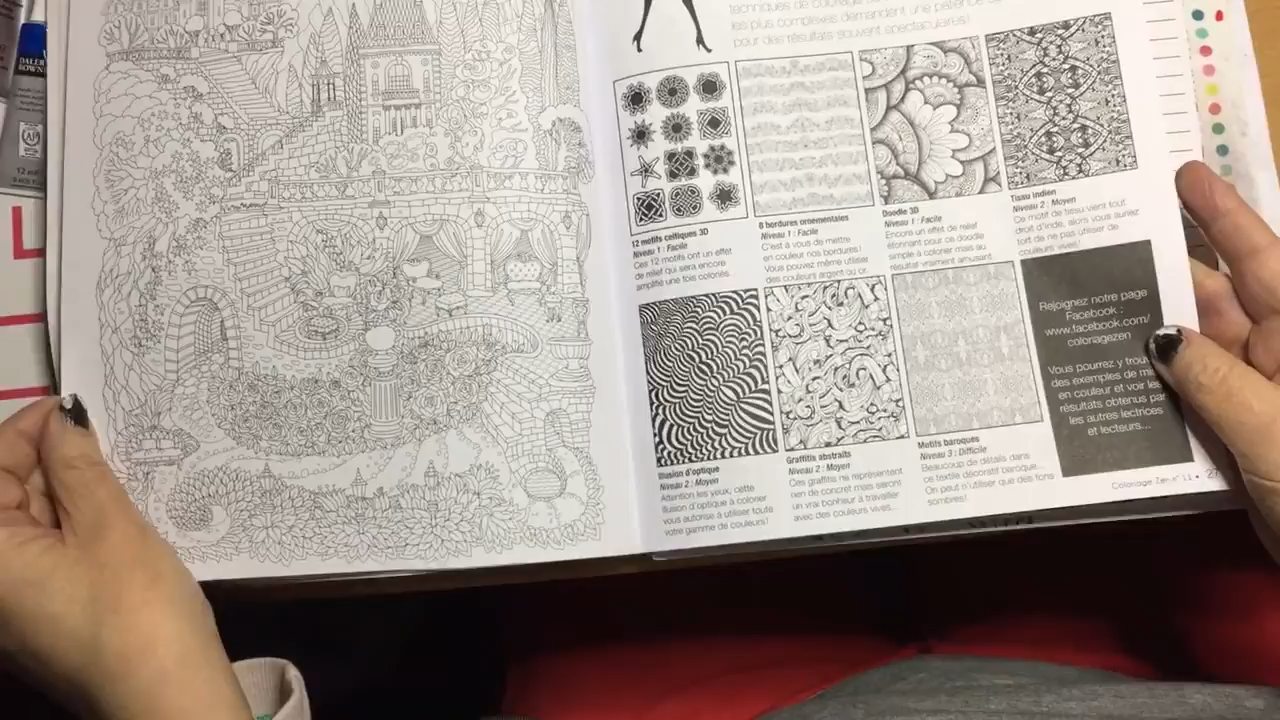 DALER
ROWN
12
techniques de coloriage
les plus complexes demandent une patience
pour des résultats souvent spectaculaires !
12 motifs celtiques 3D
Niveau 1 : Facile
Ces 12 motifs ont un effet
de relief qui sera encore
amplifié une fois coloriés.
8 bordures ornementales
Niveau 1 : Facile
C'est à vous de mettre
en couleur nos bordures !
Vous pouvez même utiliser
des couleurs argent ou or.
Doodle 3D
Niveau 1 : Facile
Encore un effet de relief
étonnant pour ce doodle
simple à colorier mais au
résultat vraiment amusant.
Tissu indien
Niveau 2 : Moyen
Ce motif de tissu vient tout
droit d'Inde, alors vous auriez
tort de ne pas utiliser de
couleurs vives !
Illusion d'optique
Niveau 2 : Moyen
Attention les yeux, cette
illusion d'optique à colorier
vous autorise à utiliser toute
votre gamme de couleurs !
Graffitis abstraits
Niveau 2 : Moyen
Ces graffitis ne représentent
rien de concret mais seront
un vrai bonheur à travailler
avec des couleurs vives...
Motifs baroques
Niveau 3 : Difficile
Beaucoup de détails dans
ce textile décoratif baroque...
On peut n'utiliser que des tons
sombres !
Rejoignez notre page
Facebook :
www.facebook.com/
coloriagezen
Vous pourrez y
des exemples de
en couleur et voir les
résultats obtenus par
les autres lectrices
et lecteurs...
Coloriage Zen n° 11 •